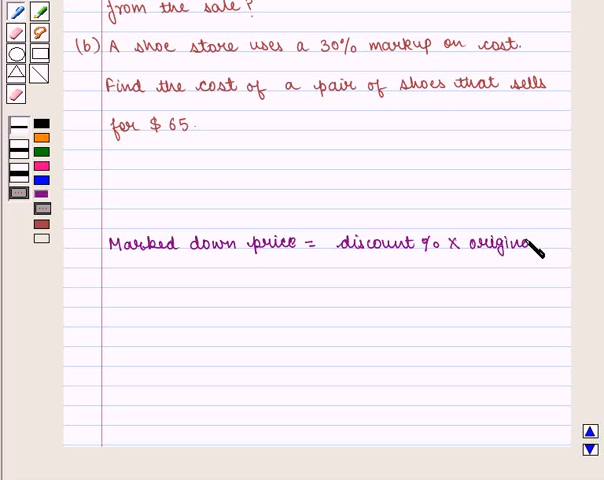 from the sale?
(b) A shoe store uses a 30% markup on cost.
Find the cost of a pair of shoes that sells
for $ 65.
Marked down price = discount % X origina